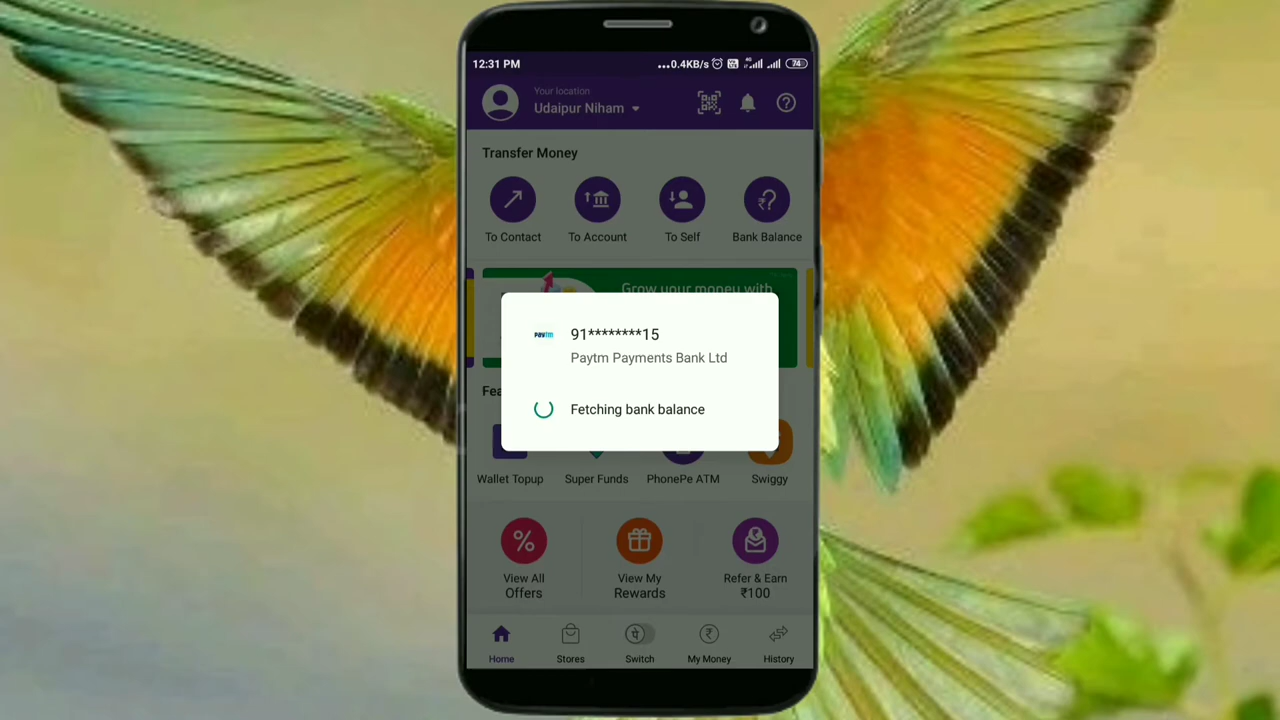 12:31 PM
...0.4KB/s
4G
74
Your location
Udaipur Niham
Transfer Money
To Contact
To Account
To Self
Bank Balance
Grow your money with
paytm
91********15
Paytm Payments Bank Ltd
Fetching bank balance
Fea
Wallet Topup
Super Funds
PhonePe ATM
Swiggy
View All
Offers
View My
Rewards
Refer & Earn
₹100
Home
Stores
Switch
My Money
History